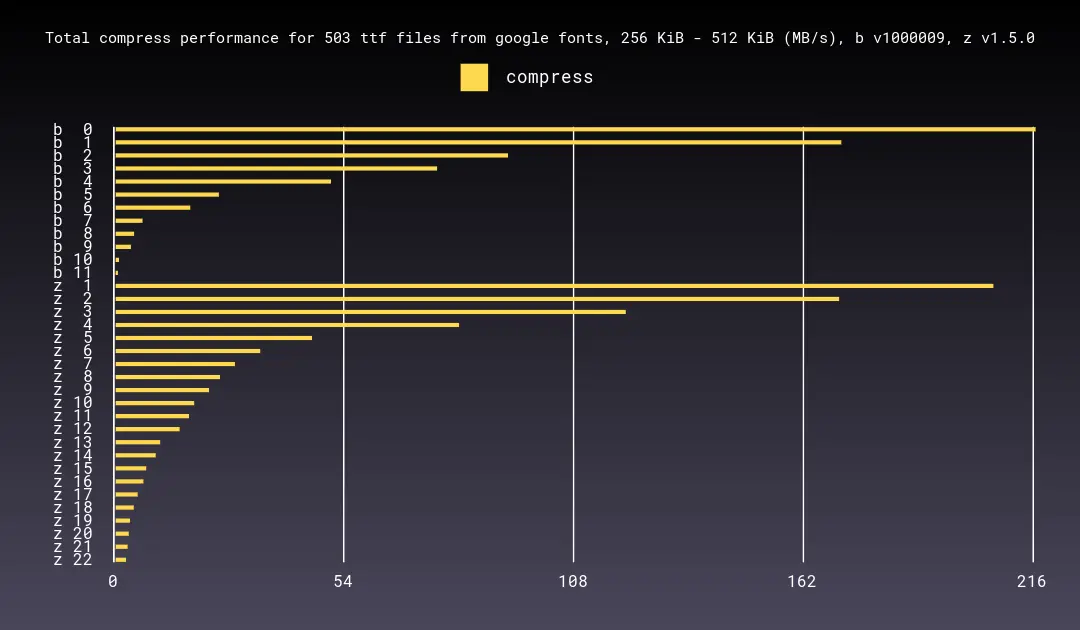 Total compress performance for 503 ttf files from google fonts, 256 KiB - 512 KiB (MB/s), b v1000009, z v1.5.0
compress
b 0
b 1
b 2
b 3
b 4
b 5
b 6
b 7
b 8
b 9
b 10
b 11
z 1
z 2
z 3
z 4
z 5
z 6
z 7
z 8
z 9
z 10
z 11
z 12
z 13
z 14
z 15
z 16
z 17
z 18
z 19
z 20
z 21
z 22
0 54 108 162 216